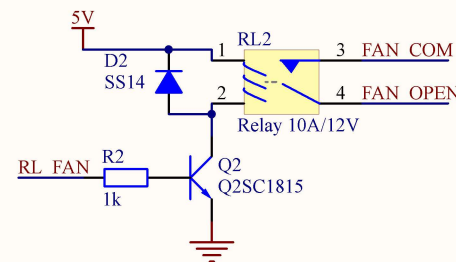 5V
D2
SS14
1
RL2
3
FAN COM
2
4
FAN OPEN
Relay 10A/12V
RL FAN
R2
1k
Q2
Q2SC1815